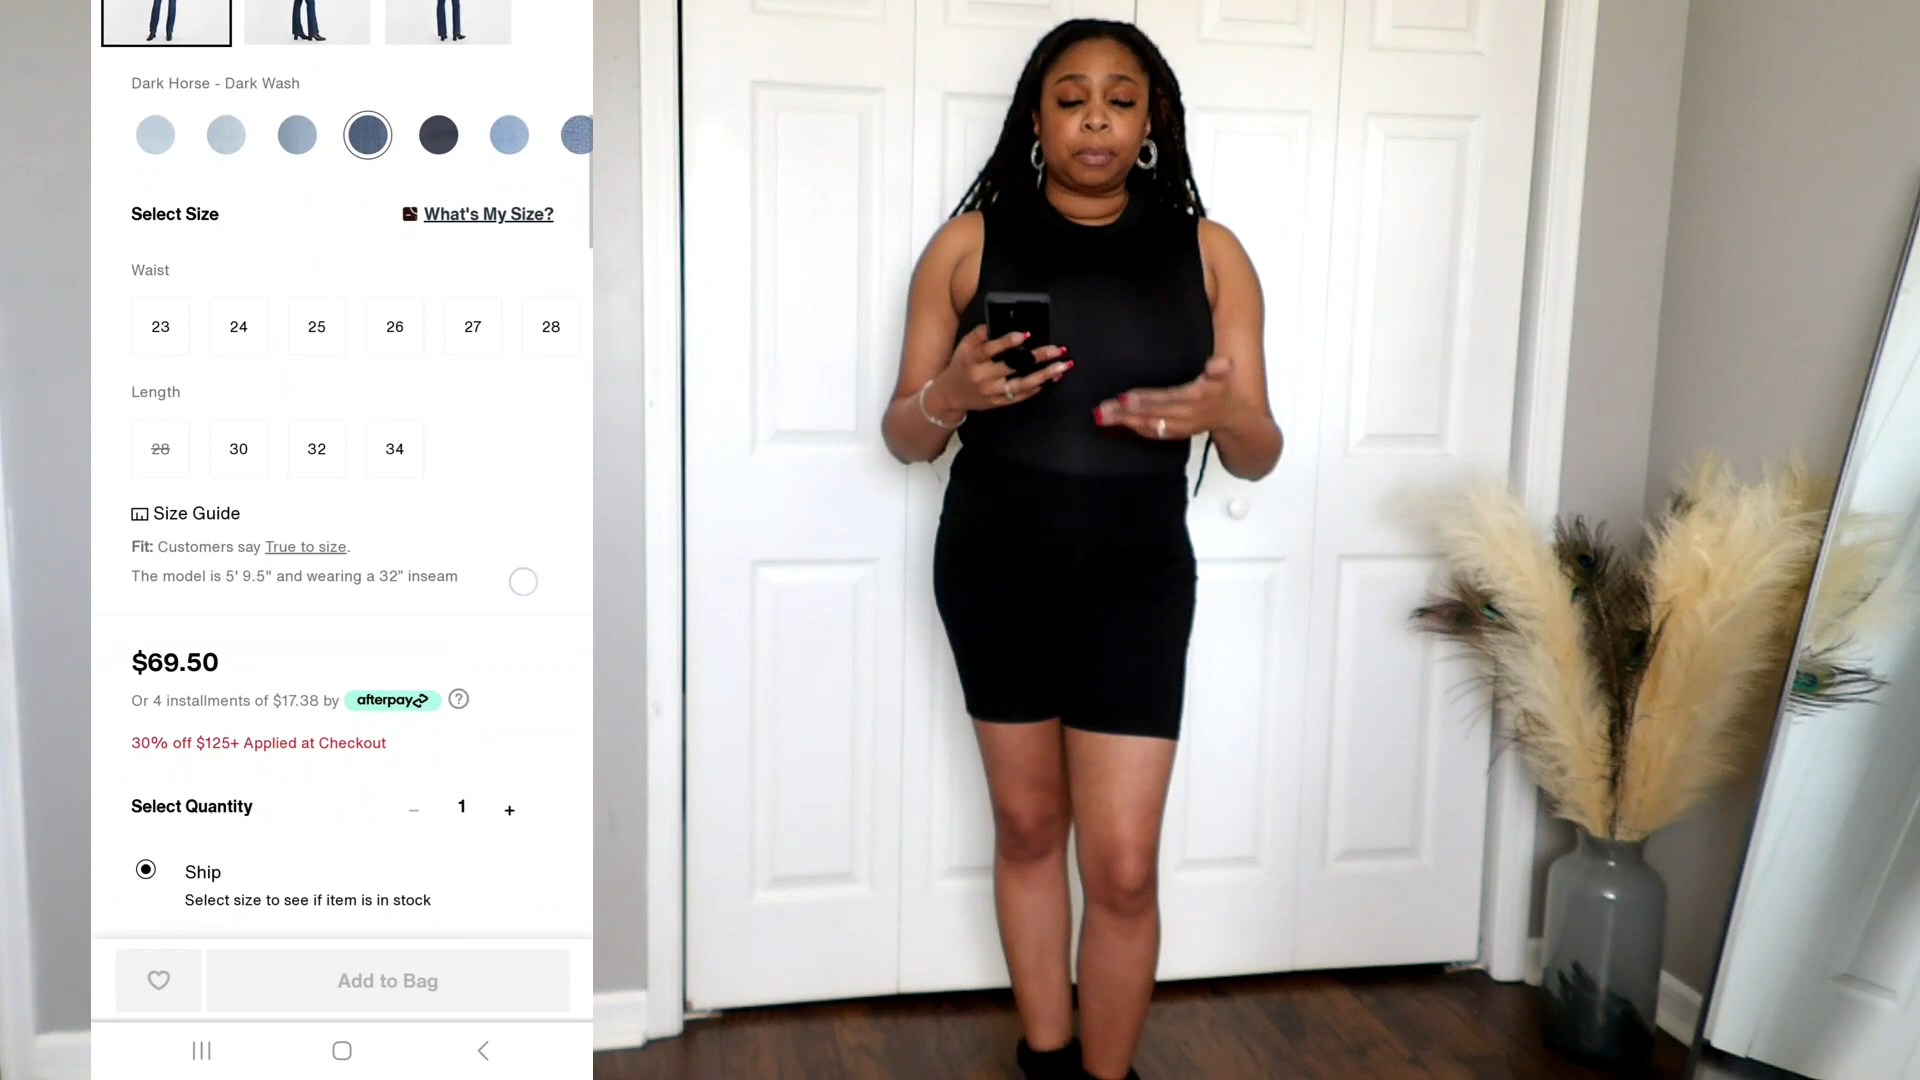 Dark Horse - Dark Wash
Select Size
What's My Size?
Waist
23 24 25 26 27 28
Length
28 30 32 34
Size Guide
Fit: Customers say True to size.
The model is 5' 9.5" and wearing a 32” inseam
$69.50
Or 4 installments of $17.38 by afterpay ?
30% off $125+ Applied at Checkout
Select Quantity
− 1 +
Ship
Select size to see if item is in stock
Add to Bag